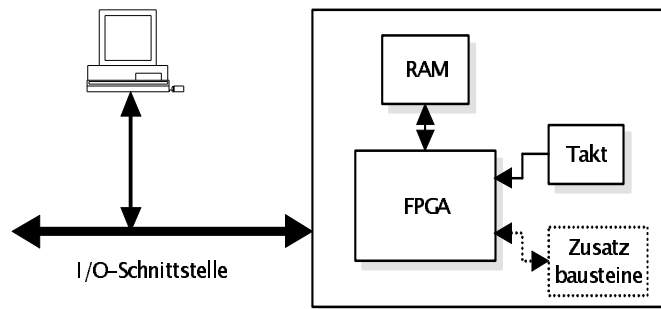 RAM
Takt
FPGA
Zusatz
bausteine
I/O-Schnittstelle